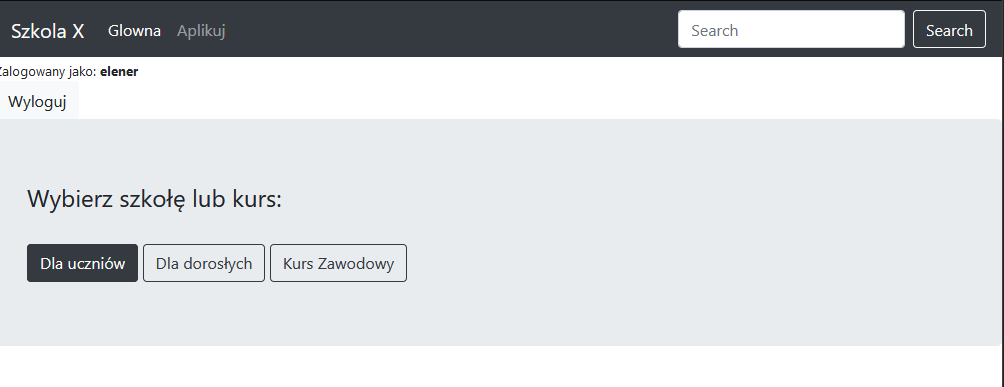 Szkola X Glowna Aplikuj Search Search
Zalogowany jako: elener
Wyloguj
Wybierz szkołę lub kurs:
Dla uczniów Dla dorosłych Kurs Zawodowy